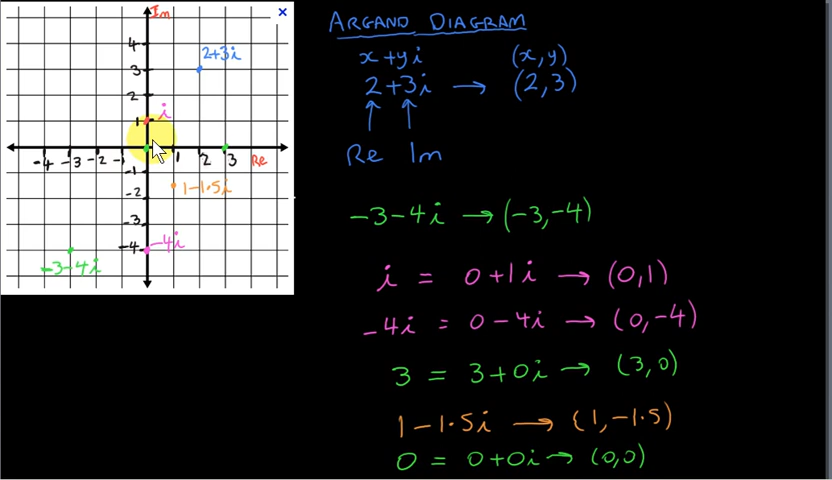 Im
4
2+3i
3
2
1 i
-4 -3 -2 -1 1 2 3 Re
-1
-2 1-1.5i
-3
-4 -4i
-3-4i
ARGAND DIAGRAM
x+yi (x,y)
2+3i → (2,3)
↑ ↑
Re Im
-3-4i → (-3,-4)
i = 0+1i → (0,1)
-4i = 0-4i → (0,-4)
3 = 3+0i → (3,0)
1-1.5i → (1,-1.5)
0 = 0+0i → (0,0)